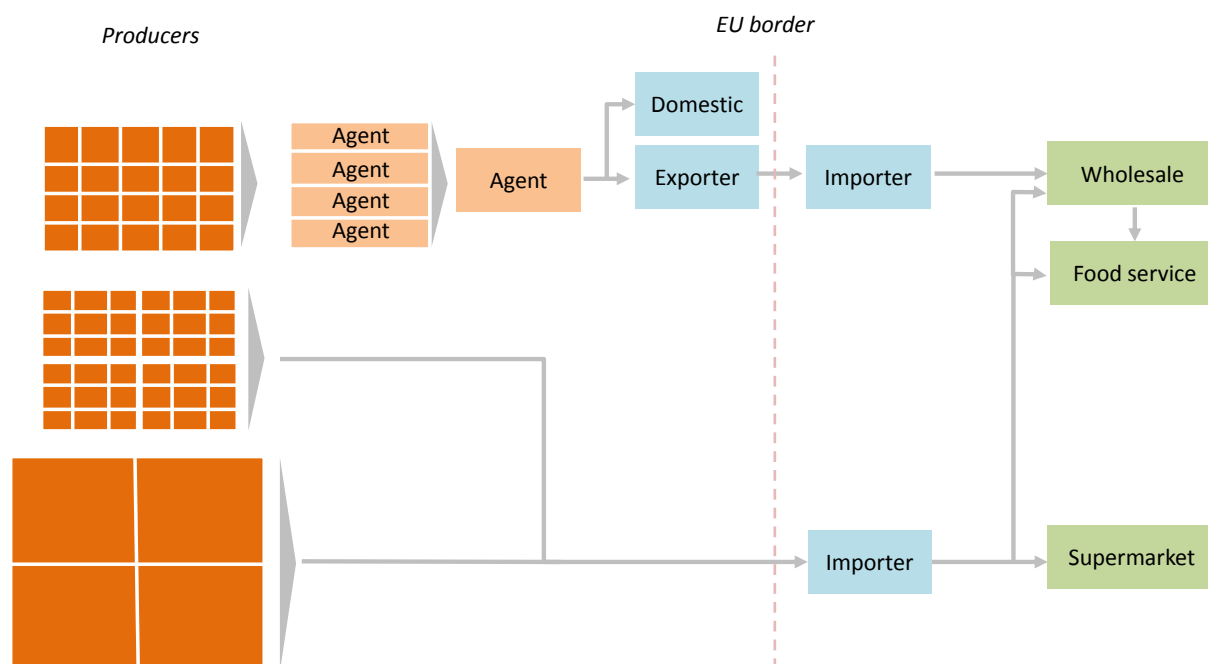 Producers
EU border
Domestic
Agent
Agent
Agent
Agent
Agent
Exporter
Importer
Wholesale
Food service
Importer
Supermarket